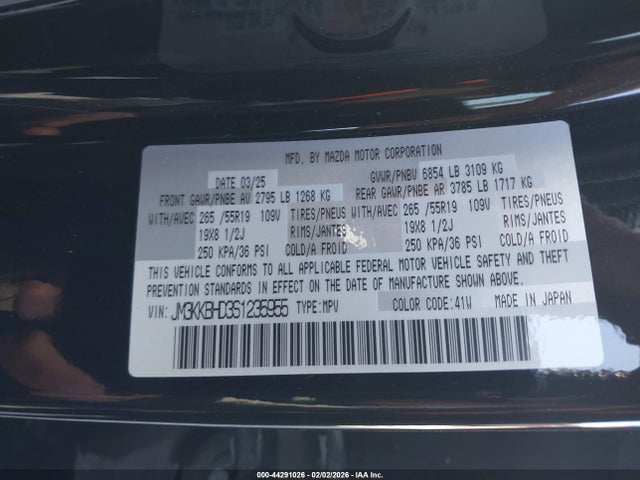 MFD. BY MAZDA MOTOR CORPORATION
DATE 03/25
GVWR/PNBV 6854 LB 3109 KG
FRONT GAWR/PNBE AV 2795 LB 1268 KG
REAR GAWR/PNBE AR 3785 LB 1717 KG
WITH/AVEC 265 /55R19 109V TIRES/PNEUS
19X8 1/2J RIMS/JANTES
250 KPA/36 PSI COLD/A FROID
WITH/AVEC 265 /55R19 109V TIRES/PNEUS
19X8 1/2J RIMS/JANTES
250 KPA/36 PSI COLD/A FROID
THIS VEHICLE CONFORMS TO ALL APPLICABLE FEDERAL MOTOR VEHICLE SAFETY AND THEFT
PREVENTION STANDARDS IN EFFECT ON THE DATE OF MANUFACTURE SHOWN ABOVE.
VIN: JM3KKBHD3S1235955 TYPE:MPV COLOR CODE:41W MADE IN JAPAN
000-44291026 - 02/02/2026 - IAA Inc.